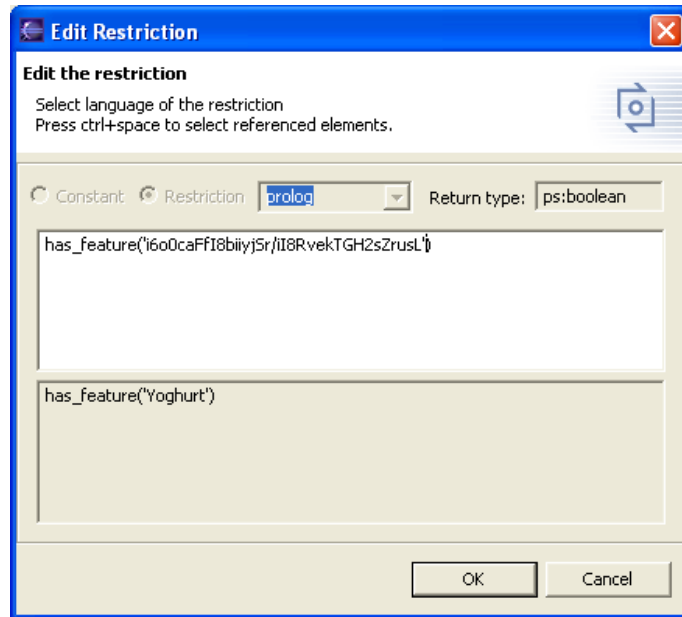 Edit Restriction
Edit the restriction
Select language of the restriction
Press ctrl+space to select referenced elements.
Constant Restriction prolog Return type: ps:boolean
has_feature('i6o0caFfI8biiyjSr/iI8RvekTGH2sZrusL')
has_feature('Yoghurt')
OK Cancel